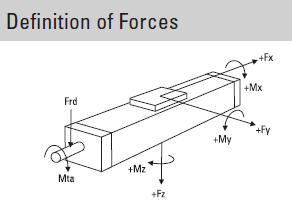 Definition of Forces
+Fx
+Mx
Frd
+Fy
+My
+Mz
Mta
+Fz